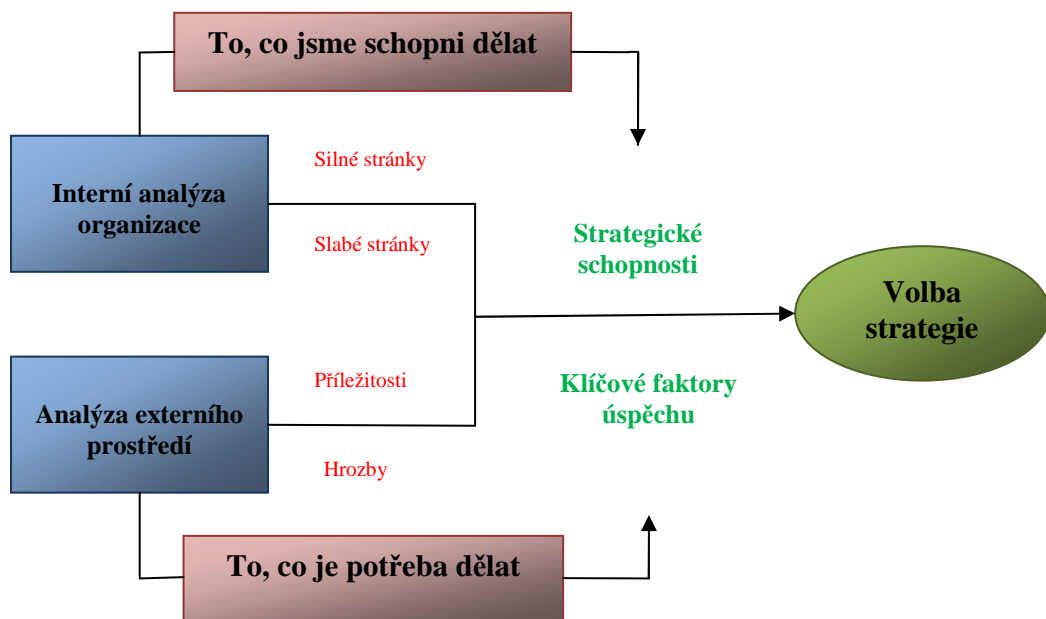 To, co jsme schopni dělat
Silné stránky
Interní analýza
organizace
Slabé stránky
Strategické
schopnosti
Volba
strategie
Příležitosti
Klíčové faktory
úspěchu
Analýza externího
prostředí
Hrozby
To, co je potřeba dělat